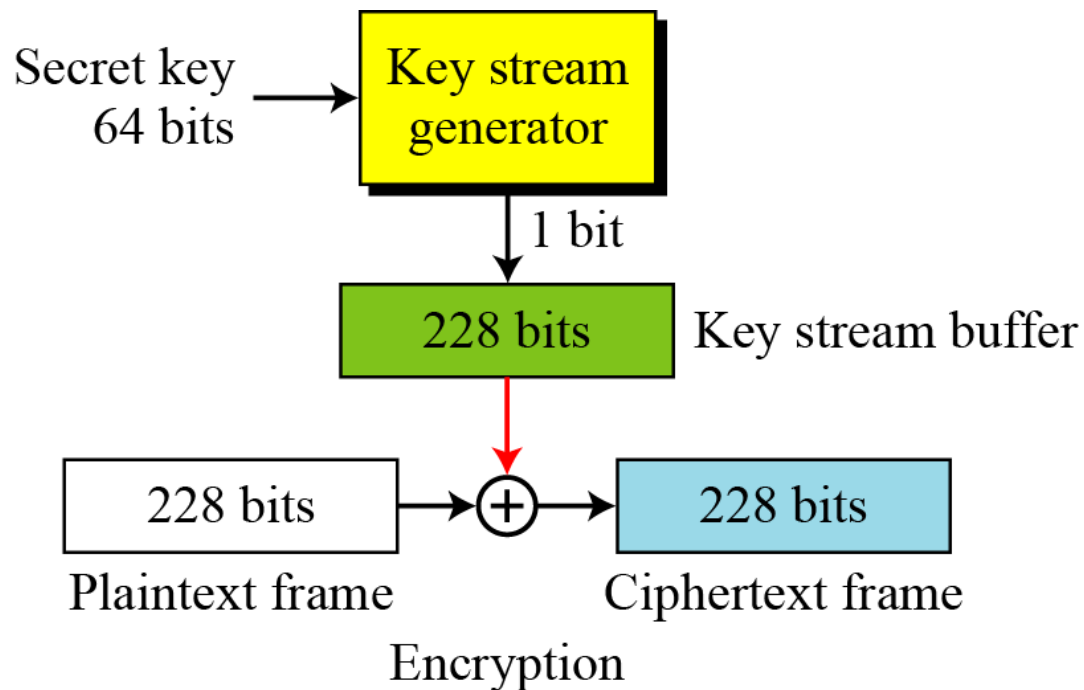 Secret key
64 bits
Key stream
generator
1 bit
228 bits
Key stream buffer
228 bits
+
228 bits
Plaintext frame
Ciphertext frame
Encryption